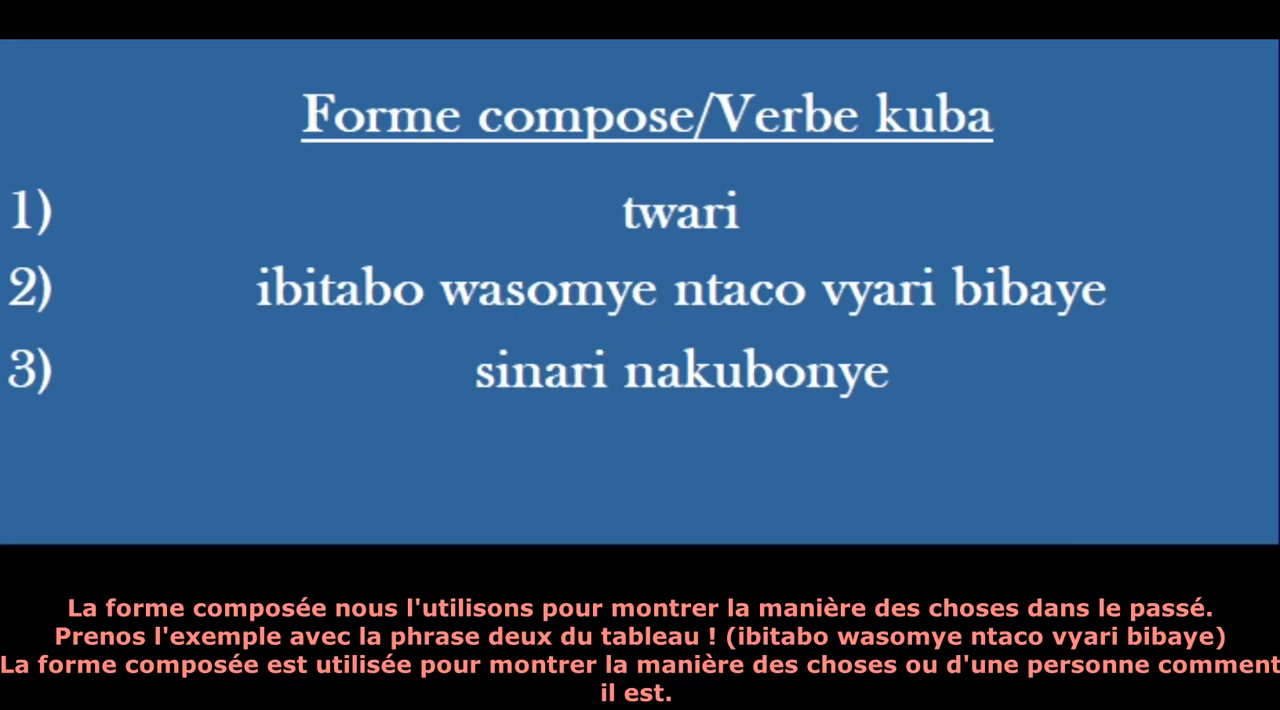 Forme compose/Verbe kuba
1) twari
2) ibitabo wasomye ntaco vyari bibaye
3) sinari nakubonye
La forme composée nous l'utilisons pour montrer la manière des choses dans le passé.
Prenos l'exemple avec la phrase deux du tableau ! (ibitabo wasomye ntaco vyari bibaye)
La forme composée est utilisée pour montrer la manière des choses ou d'une personne comment
il est.